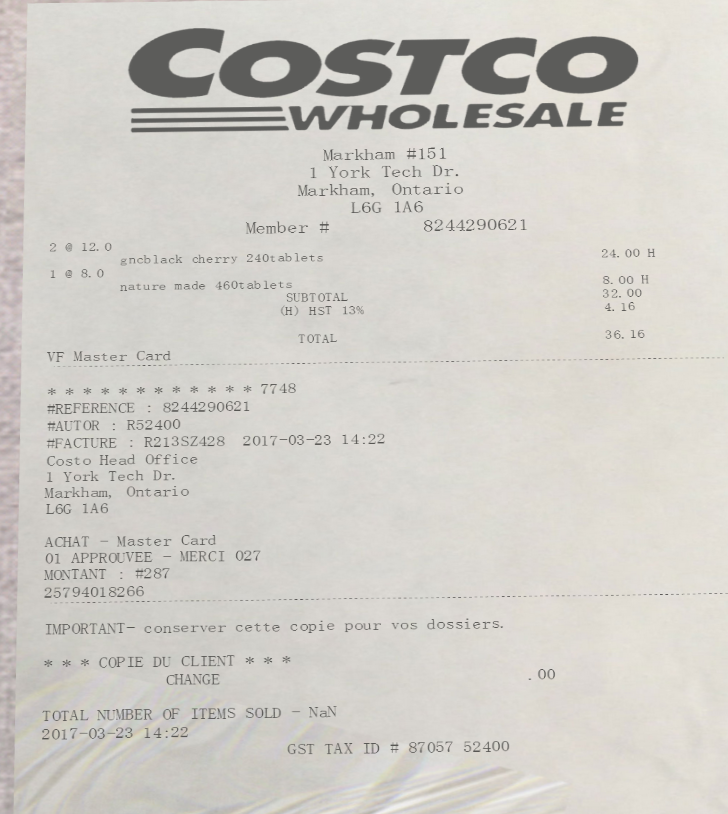 COSTCO
WHOLESALE
Markham #151
1 York Tech Dr.
Markham, Ontario
L6G 1A6
Member # 8244290621
2 @ 12.0
gncblack cherry 240tablets 24.00 H
1 @ 8.0
nature made 460tablets 8.00 H
SUBTOTAL 32.00
(H) HST 13% 4.16
TOTAL 36.16
VF Master Card
* * * * * * * * * * * * 7748
#REFERENCE : 8244290621
#AUTOR : R52400
#FACTURE : R213SZ428 2017-03-23 14:22
Costo Head Office
1 York Tech Dr.
Markham, Ontario
L6G 1A6
ACHAT - Master Card
01 APPROUVEE - MERCI 027
MONTANT : #287
25794018266
IMPORTANT- conserver cette copie pour vos dossiers.
* * * COPIE DU CLIENT * * *
CHANGE .00
TOTAL NUMBER OF ITEMS SOLD - NaN
2017-03-23 14:22
GST TAX ID # 87057 52400